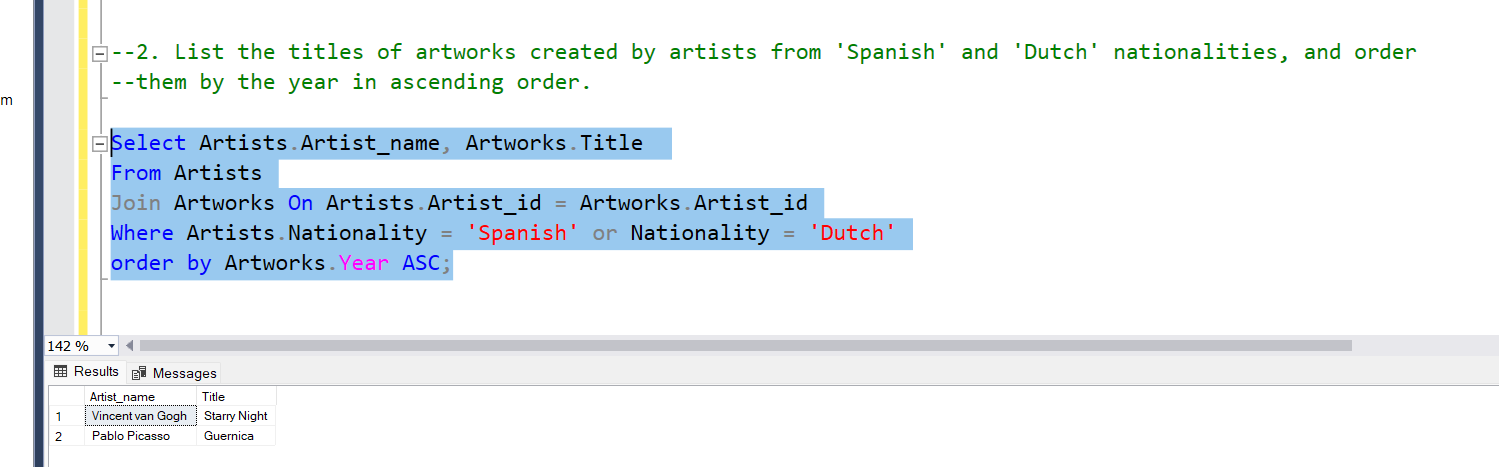 --2. List the titles of artworks created by artists from 'Spanish' and 'Dutch' nationalities, and order
--them by the year in ascending order.
m
Select Artists.Artist_name, Artworks.Title
From Artists
Join Artworks On Artists.Artist_id = Artworks.Artist_id
Where Artists.Nationality = 'Spanish' or Nationality = 'Dutch'
order by Artworks.Year ASC;
142 %
Results Messages
Artist_name Title
1 Vincent van Gogh Starry Night
2 Pablo Picasso Guernica